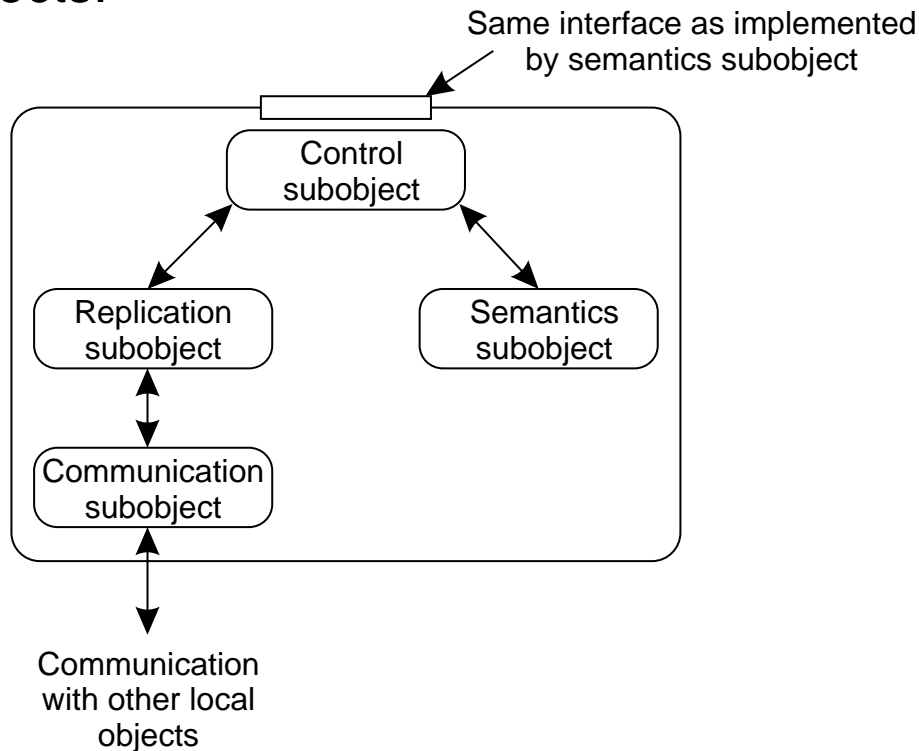 Same interface as implemented
by semantics subobject
Control
subobject
Replication
subobject
Semantics
subobject
Communication
subobject
Communication
with other local
objects